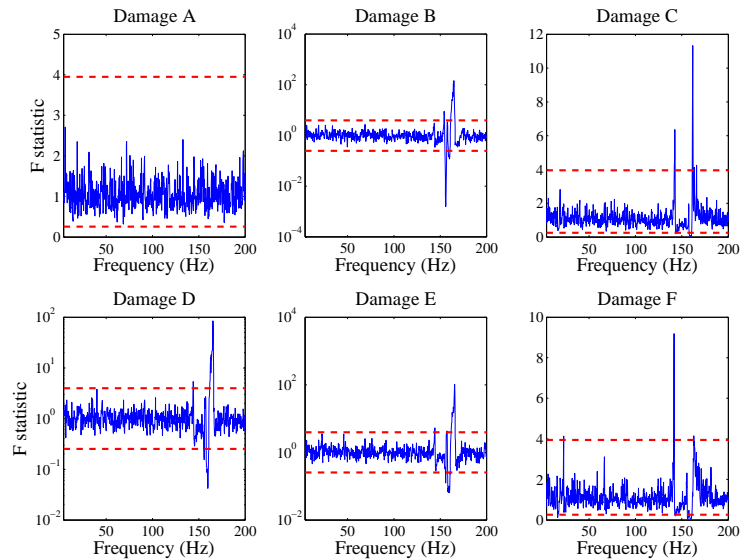 Damage A
Damage B
Damage C
5
4
3
2
1
0
F statistic
50 100 150 200
Frequency (Hz)
10^2
10^0
10^-2
10^-4
50 100 150 200
Frequency (Hz)
12
10
8
6
4
2
0
50 100 150 200
Frequency (Hz)
Damage D
Damage E
Damage F
10^2
10^1
10^0
10^-1
10^-2
F statistic
50 100 150 200
Frequency (Hz)
10^4
10^2
10^0
10^-2
50 100 150 200
Frequency (Hz)
10
8
6
4
2
0
50 100 150 200
Frequency (Hz)